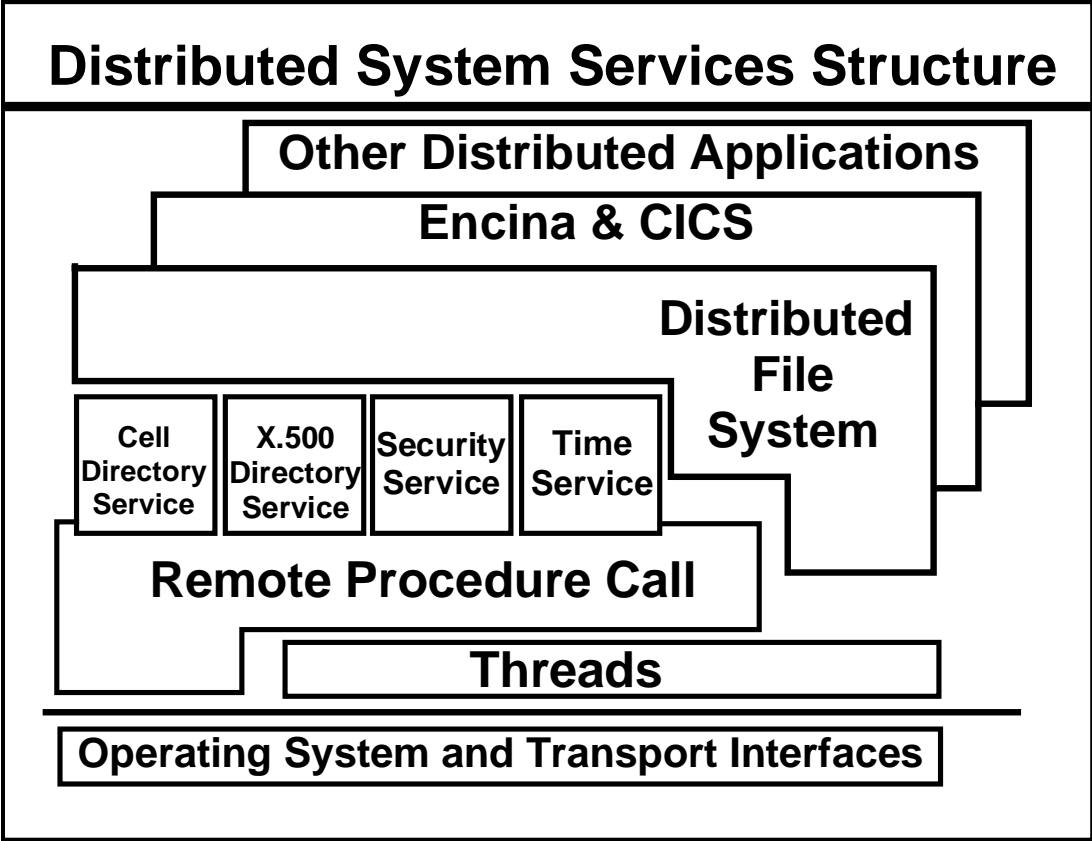 Distributed System Services Structure
Other Distributed Applications
Encina & CICS
Distributed
File
System
Cell
Directory
Service
X.500
Directory
Service
Security
Service
Time
Service
Remote Procedure Call
Threads
Operating System and Transport Interfaces